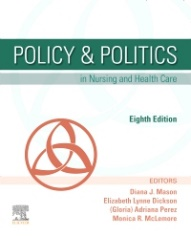 POLICY & POLITICS
in Nursing and Health Care
Eighth Edition
EDITORS
Diana J. Mason
Elizabeth Lynne Dickson
(Gloria) Adriana Perez
Monica R. McLemore